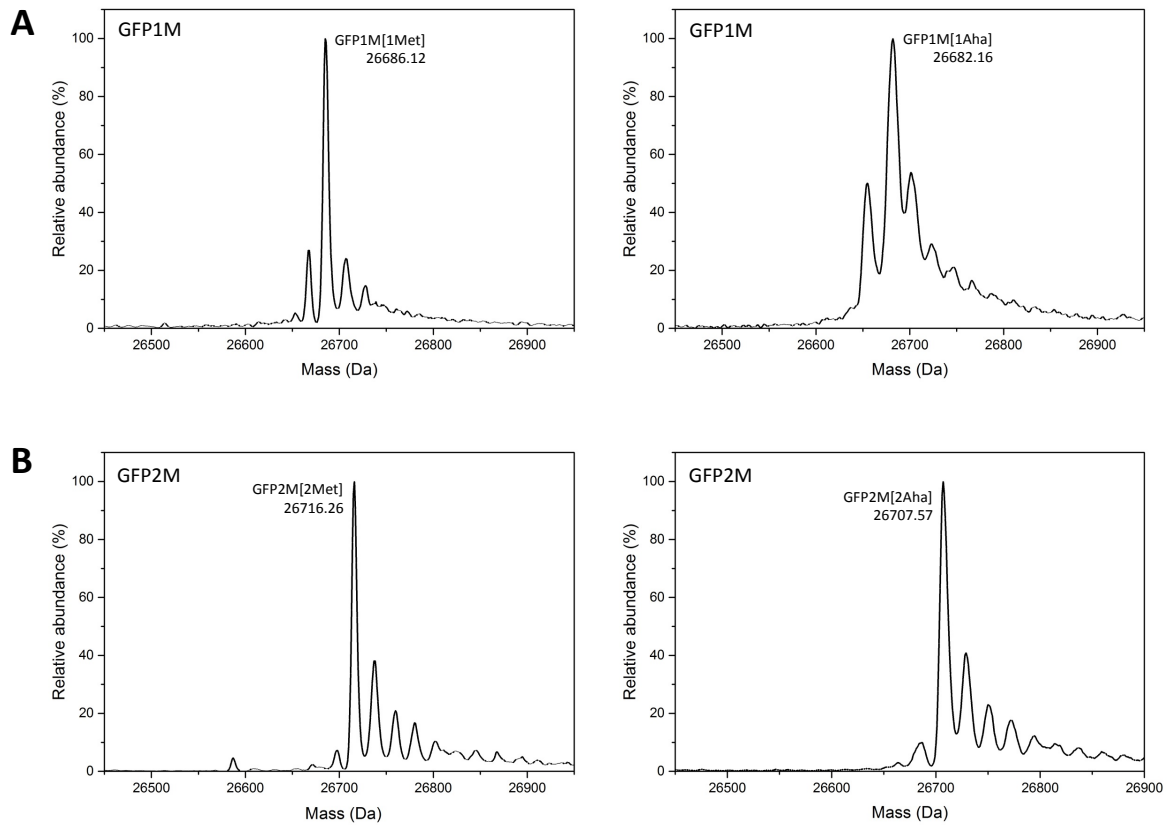 A
GFP1M
GFP1M[1Met]
26686.12
Relative abundance (%)
100
80
60
40
20
0
26500 26600 26700 26800 26900
Mass (Da)
GFP1M
GFP1M[1Aha]
26682.16
Relative abundance (%)
100
80
60
40
20
0
26500 26600 26700 26800 26900
Mass (Da)
B
GFP2M
GFP2M[2Met]
26716.26
Relative abundance (%)
100
80
60
40
20
0
26500 26600 26700 26800 26900
Mass (Da)
GFP2M
GFP2M[2Aha]
26707.57
Relative abundance (%)
100
80
60
40
20
0
26500 26600 26700 26800 26900
Mass (Da)